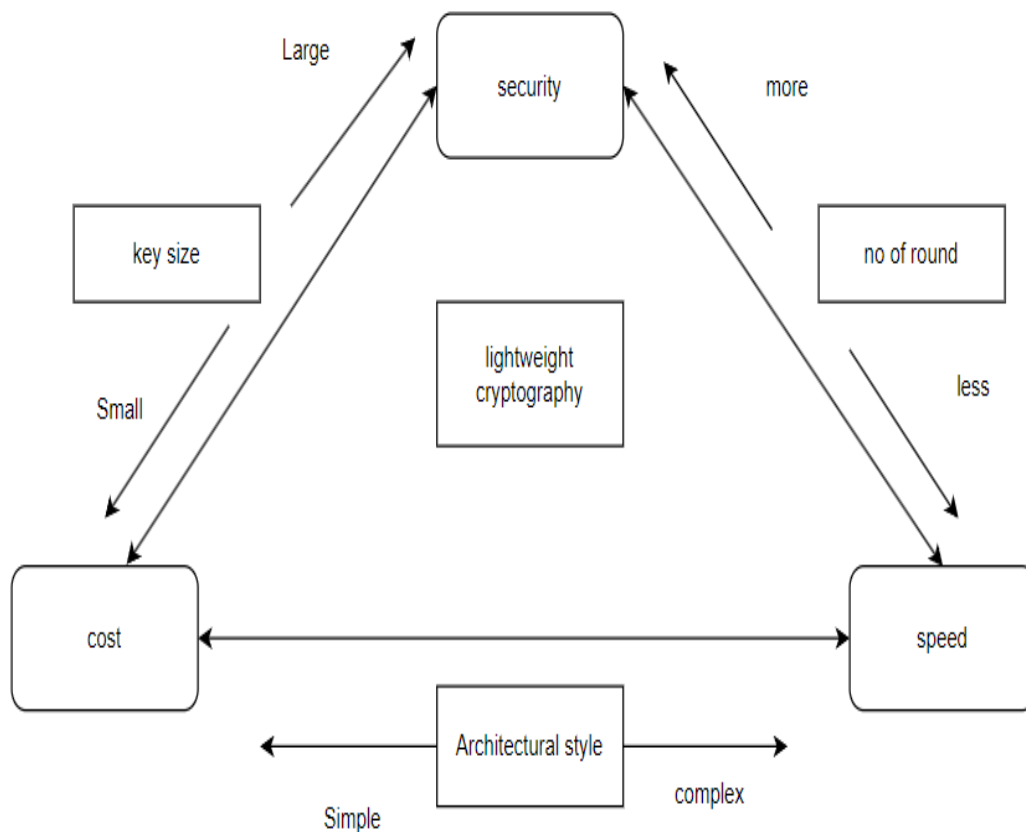 Large
security
more
key size
no of round
lightweight
cryptography
Small
less
cost
speed
Architectural style
Simple
complex